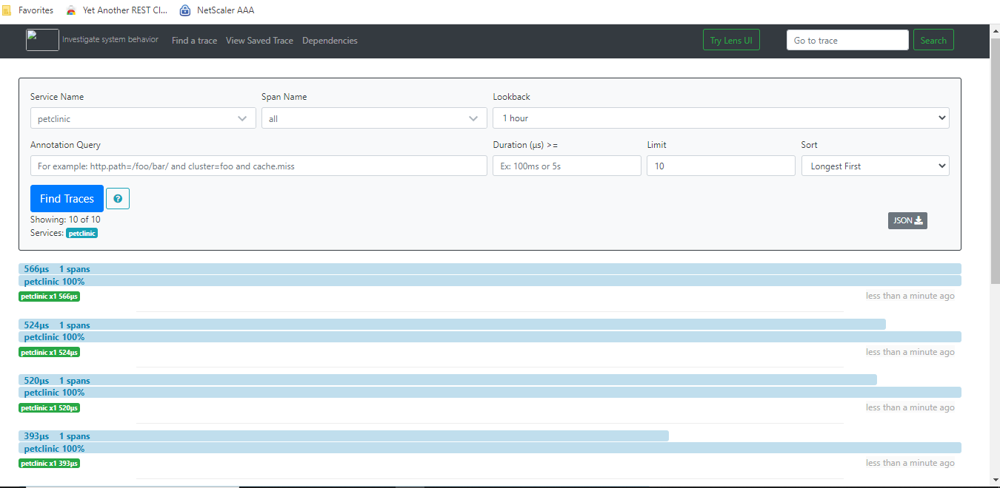 Favorites Yet Another REST Cl... NetScaler AAA
Investigate system behavior Find a trace View Saved Trace Dependencies Try Lens UI Go to trace Search
Service Name Span Name Lookback
petclinic all 1 hour
Annotation Query Duration (μs) >= Limit Sort
For example: http.path=/foo/bar/ and cluster=foo and cache.miss Ex: 100ms or 5s 10 Longest First
Find Traces ?
Showing: 10 of 10 JSON
Services: petclinic
566μs 1 spans
petclinic 100%
petclinic x1 566μs less than a minute ago
524μs 1 spans
petclinic 100%
petclinic x1 524μs less than a minute ago
520μs 1 spans
petclinic 100%
petclinic x1 520μs less than a minute ago
393μs 1 spans
petclinic 100%
petclinic x1 393μs less than a minute ago